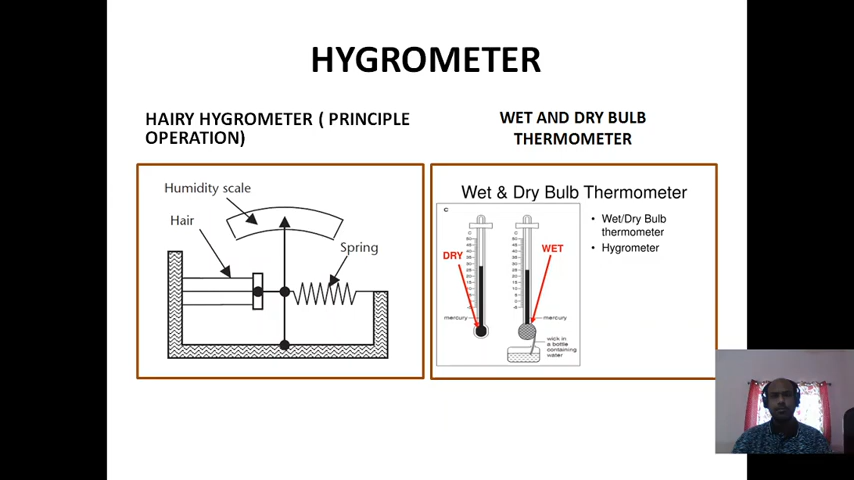 HYGROMETER
HAIRY HYGROMETER ( PRINCIPLE
OPERATION)
Humidity scale
Hair
Spring
WET AND DRY BULB
THERMOMETER
Wet & Dry Bulb Thermometer
C
DRY
WET
mercury
mercury
wick in
a bottle
containing
water
• Wet/Dry Bulb
thermometer
• Hygrometer